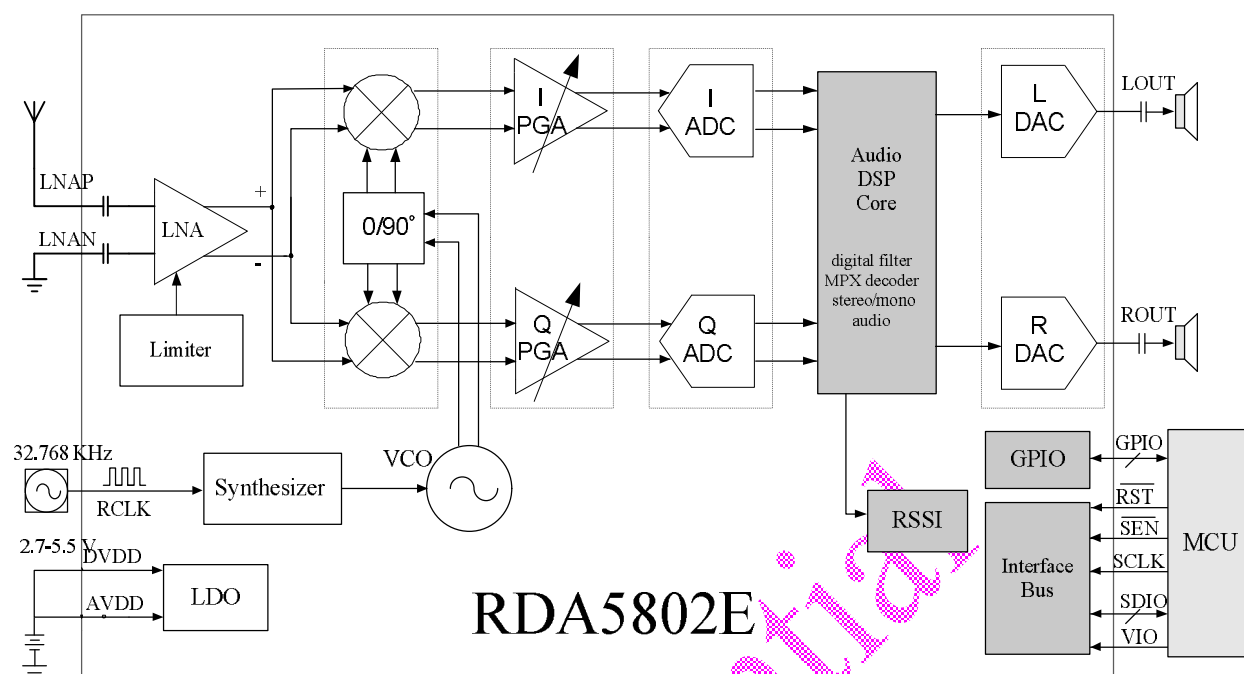 I
PGA
I
ADC
L
DAC
LOUT
Audio
DSP
Core
digital filter
MPX decoder
stereo/mono
audio
LNAP
LNAN
LNA
+
-
0/90°
Limiter
Q
PGA
Q
ADC
R
DAC
ROUT
32.768 KHz
RCLK
Synthesizer
VCO
RSSI
GPIO
GPIO
RST
SEN
SCLK
SDIO
VIO
Interface
Bus
MCU
2.7-5.5 V
DVDD
AVDD
LDO
RDA5802E